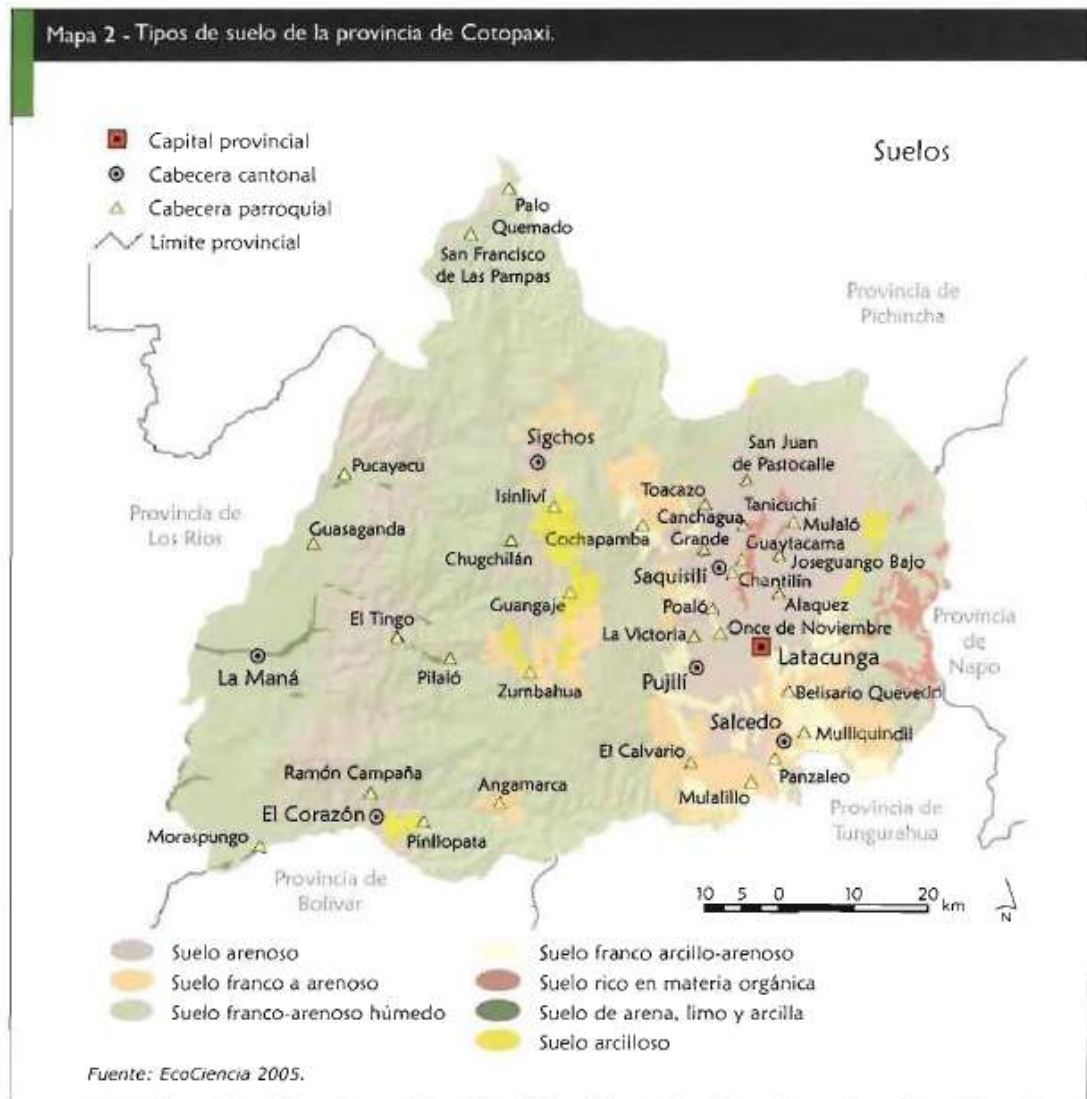 Mapa 2 - Tipos de suelo de la provincia de Cotopaxi.
Capital provincial
Cabecera cantonal
Cabecera parroquial
Límite provincial
Suelos
Palo
Quemado
San Francisco
de Las Pampas
Provincia de
Pichincha
Sigchos
San Juan
de Pastocalle
Pucayacu
Isinliví
Toacazo
Tanicuchí
Provincia de
Los Ríos
Guasaganda
Cochapamba
Canchagua
Grande
Mulaló
Guaytacama
Chugchilán
Joseguango Bajo
Saquisilí
Chantilín
Guangaje
Poaló
Alaquez
El Tingo
La Victoria
Once de Noviembre
Provincia
de
Napo
La Maná
Pilaló
Zumbahua
Pujilí
Latacunga
Belisario Quevedo
Salcedo
Mulliquindil
El Calvario
Ramón Campaña
Angamarca
Panzaleo
Mulalillo
El Corazón
Pinllopata
Provincia de
Tungurahua
Moraspungo
Provincia de
Bolívar
10 5 0 10 20
km
N
Suelo arenoso
Suelo franco a arenoso
Suelo franco-arenoso húmedo
Suelo franco arcillo-arenoso
Suelo rico en materia orgánica
Suelo de arena, limo y arcilla
Suelo arcilloso
Fuente: EcoCiencia 2005.